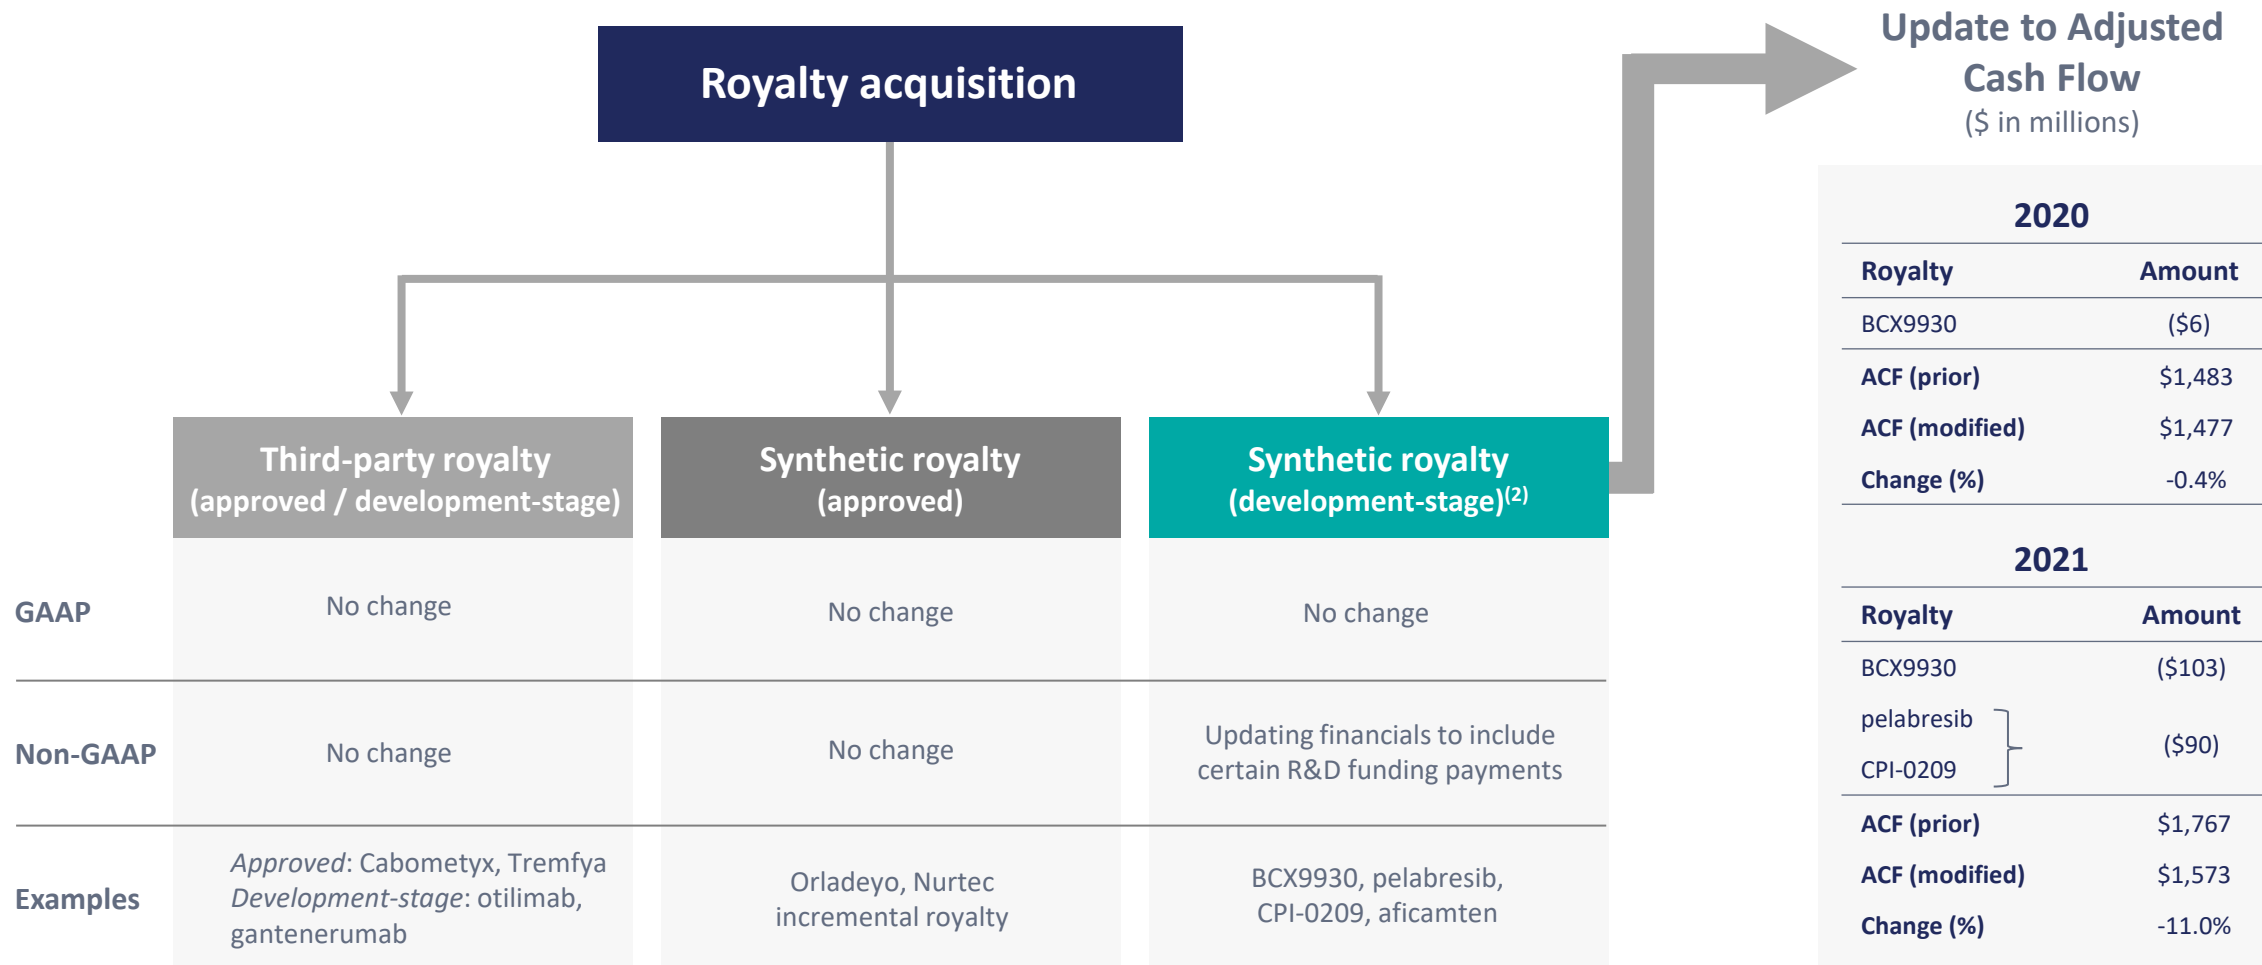 Royalty acquisition
Third-party royalty
(approved / development-stage)
Synthetic royalty
(approved)
Synthetic royalty
(development-stage)(2)
GAAP
No change
No change
No change
Non-GAAP
No change
No change
Updating financials to include
certain R&D funding payments
Examples
Approved: Cabometyx, Tremfya
Development-stage: otilimab,
gantenerumab
Orladeyo, Nurtec
incremental royalty
BCX9930, pelabresib,
CPI-0209, aficamten
Update to Adjusted
Cash Flow
($ in millions)
2020
Royalty Amount
BCX9930 ($6)
ACF (prior) $1,483
ACF (modified) $1,477
Change (%) -0.4%
2021
Royalty Amount
BCX9930 ($103)
pelabresib
CPI-0209
($90)
ACF (prior) $1,767
ACF (modified) $1,573
Change (%) -11.0%